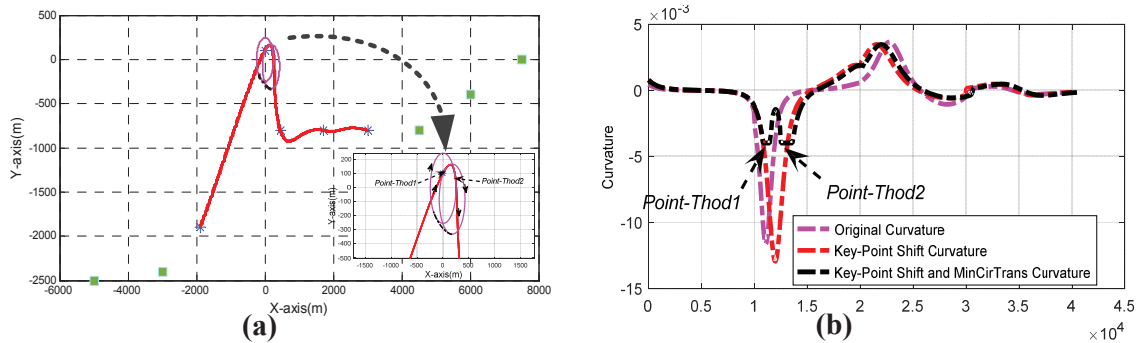 500
0
-500
-1000
-1500
-2000
-2500
Y-axis(m)
-6000 -4000 -2000 0 2000 4000 6000 8000
X-axis(m)
200
100
0
-100
-200
-300
-400
-500
Y-axis(m)
Point-Thod1
Point-Thod2
-1500 -1000 -500 0 500 1000 1500
X-axis(m)
(a)
×10⁻³
5
0
-5
-10
-15
Curvature
Point-Thod1
Point-Thod2
Original Curvature
Key-Point Shift Curvature
Key-Point Shift and MinCirTrans Curvature
0 0.5 1 1.5 2 2.5 3 3.5 4 4.5
×10⁴
(b)